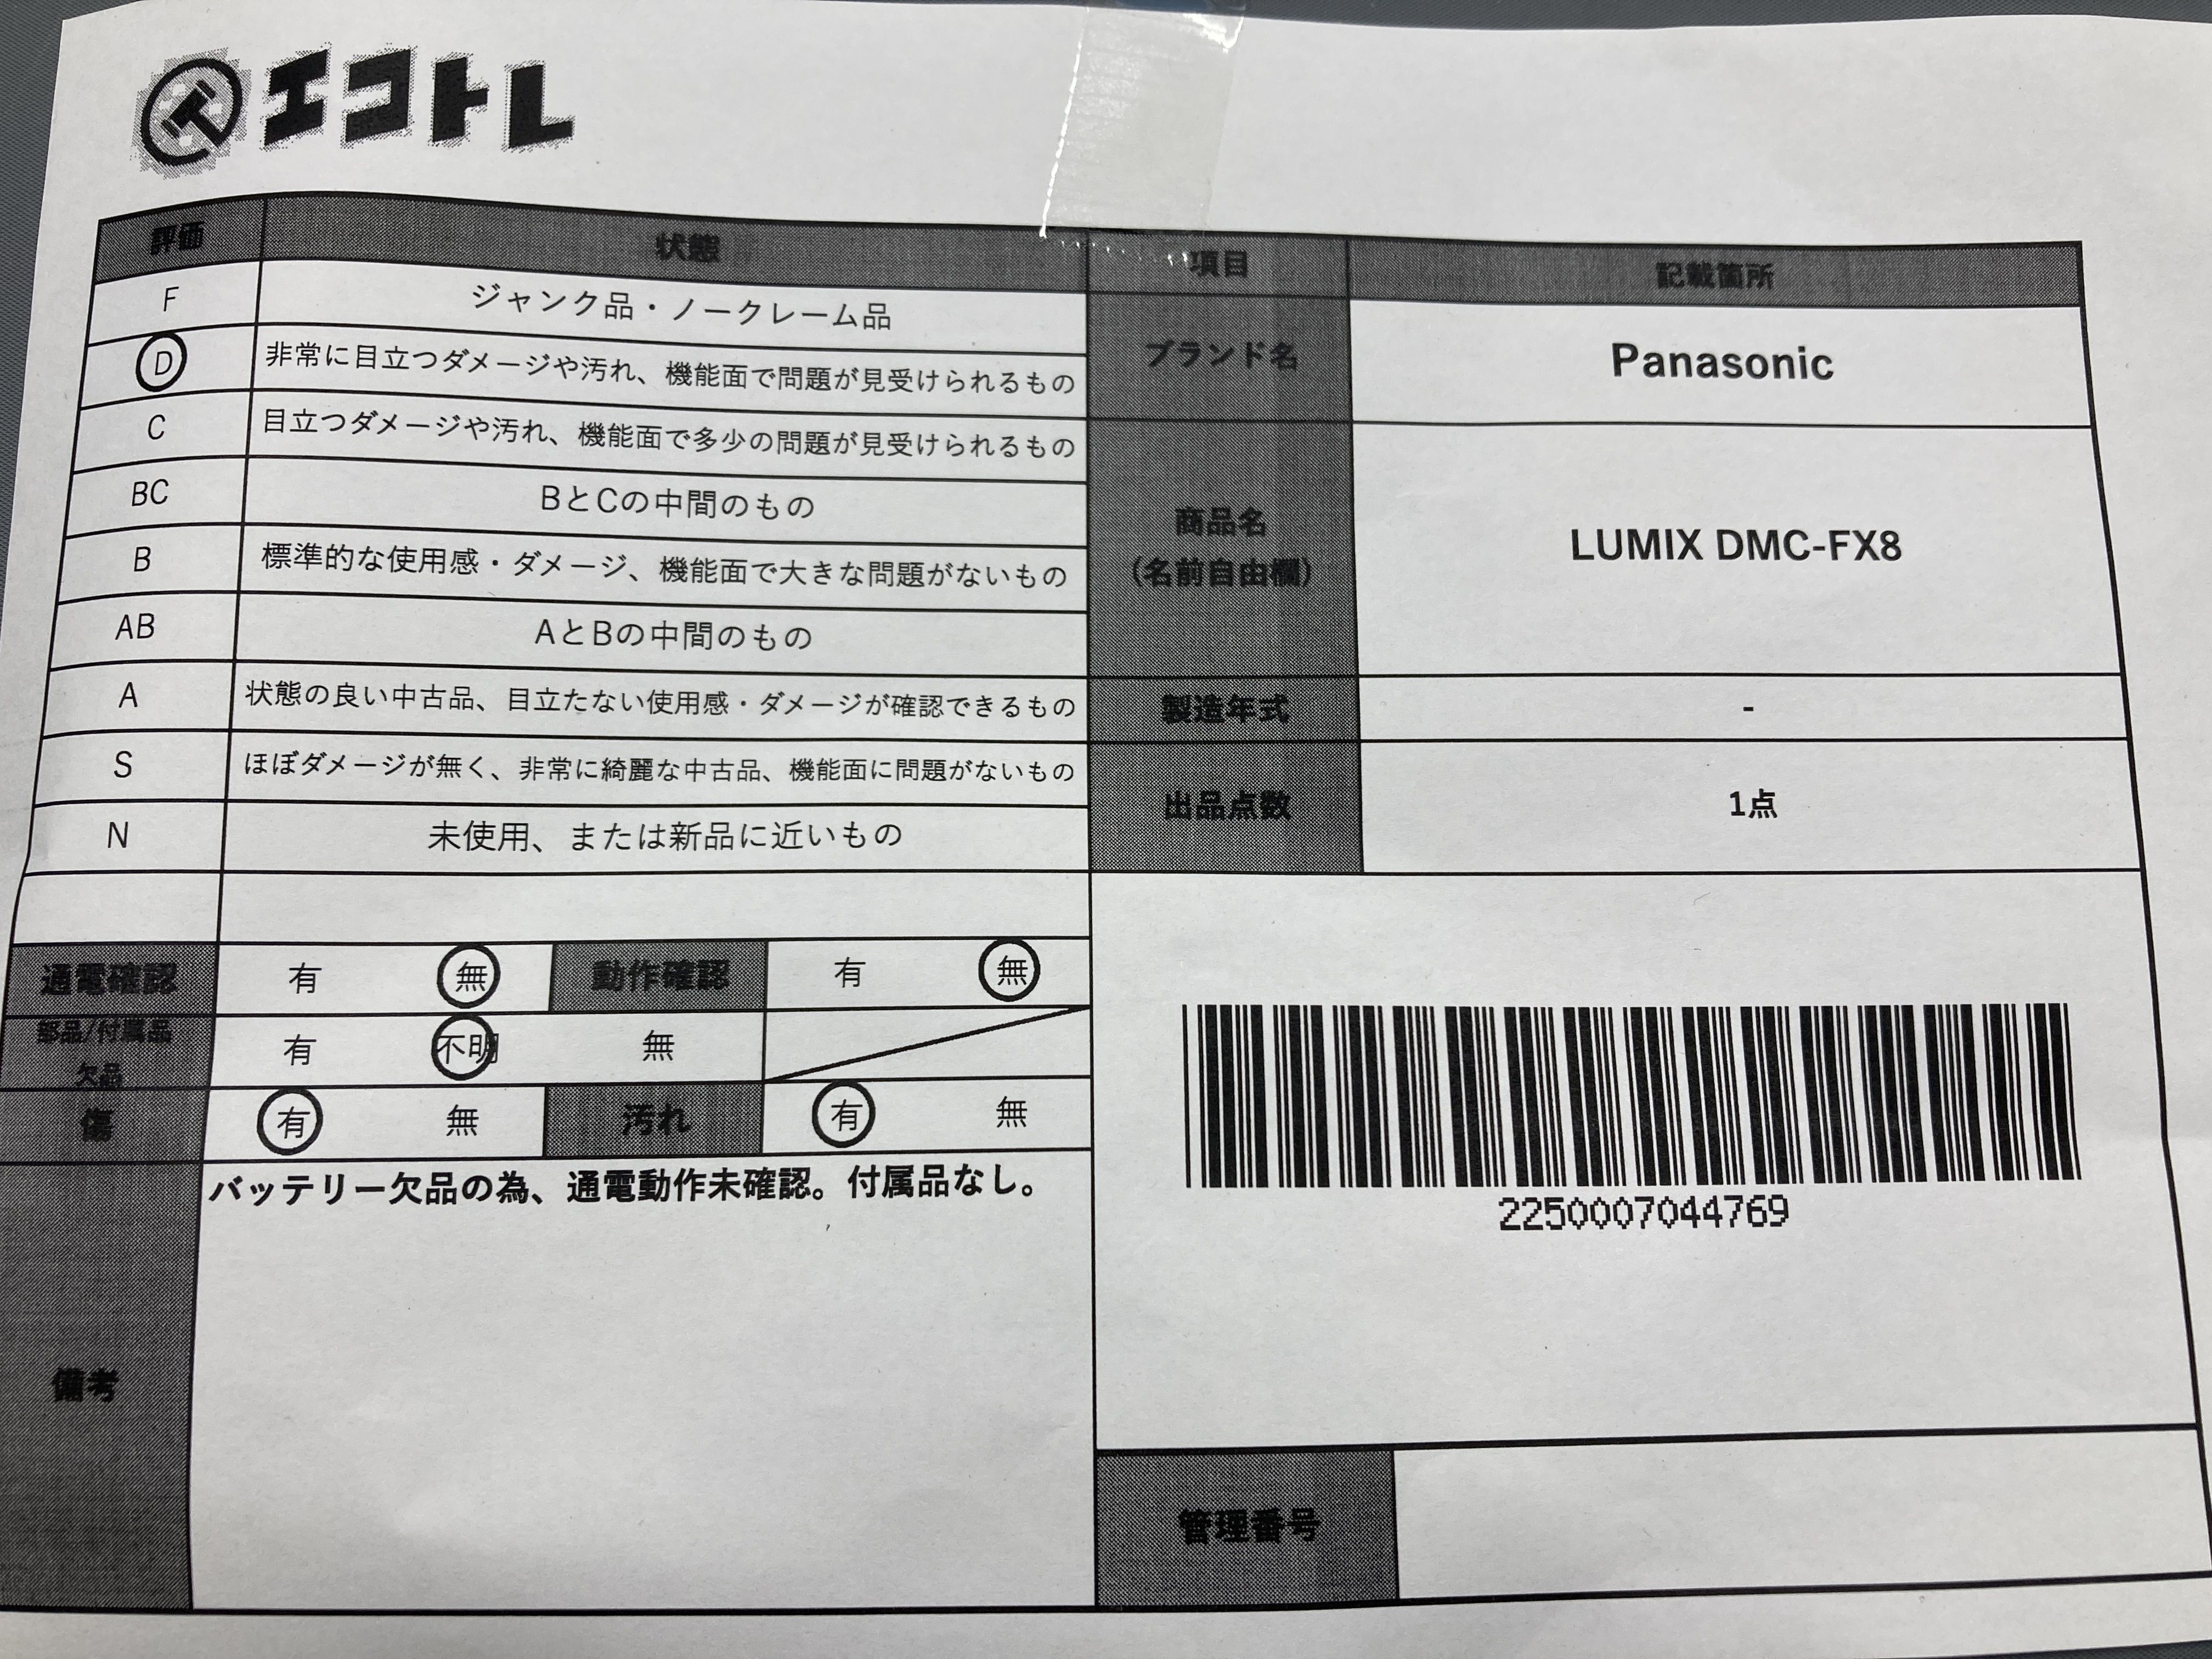 エコトレ
評価 状態
F ジャンク品・ノークレーム品
D 非常に目立つダメージや汚れ、機能面で問題が見受けられるもの
C 目立つダメージや汚れ、機能面で多少の問題が見受けられるもの
BC BとCの中間のもの
B 標準的な使用感・ダメージ、機能面で大きな問題がないもの
AB AとBの中間のもの
A 状態の良い中古品、目立たない使用感・ダメージが確認できるもの
S ほぼダメージが無く、非常に綺麗な中古品、機能面に問題がないもの
N 未使用、または新品に近いもの
通電確認 有 無 動作確認 有 無
部品/付属品
欠品
有 不明 無
傷 有 無 汚れ 有 無
備考
バッテリー欠品の為、通電動作未確認。付属品なし。
項目 記載箇所
ブランド名 Panasonic
商品名
(名前自由欄)
LUMIX DMC-FX8
製造年式 -
出品点数 1点
2250007044769
管理番号